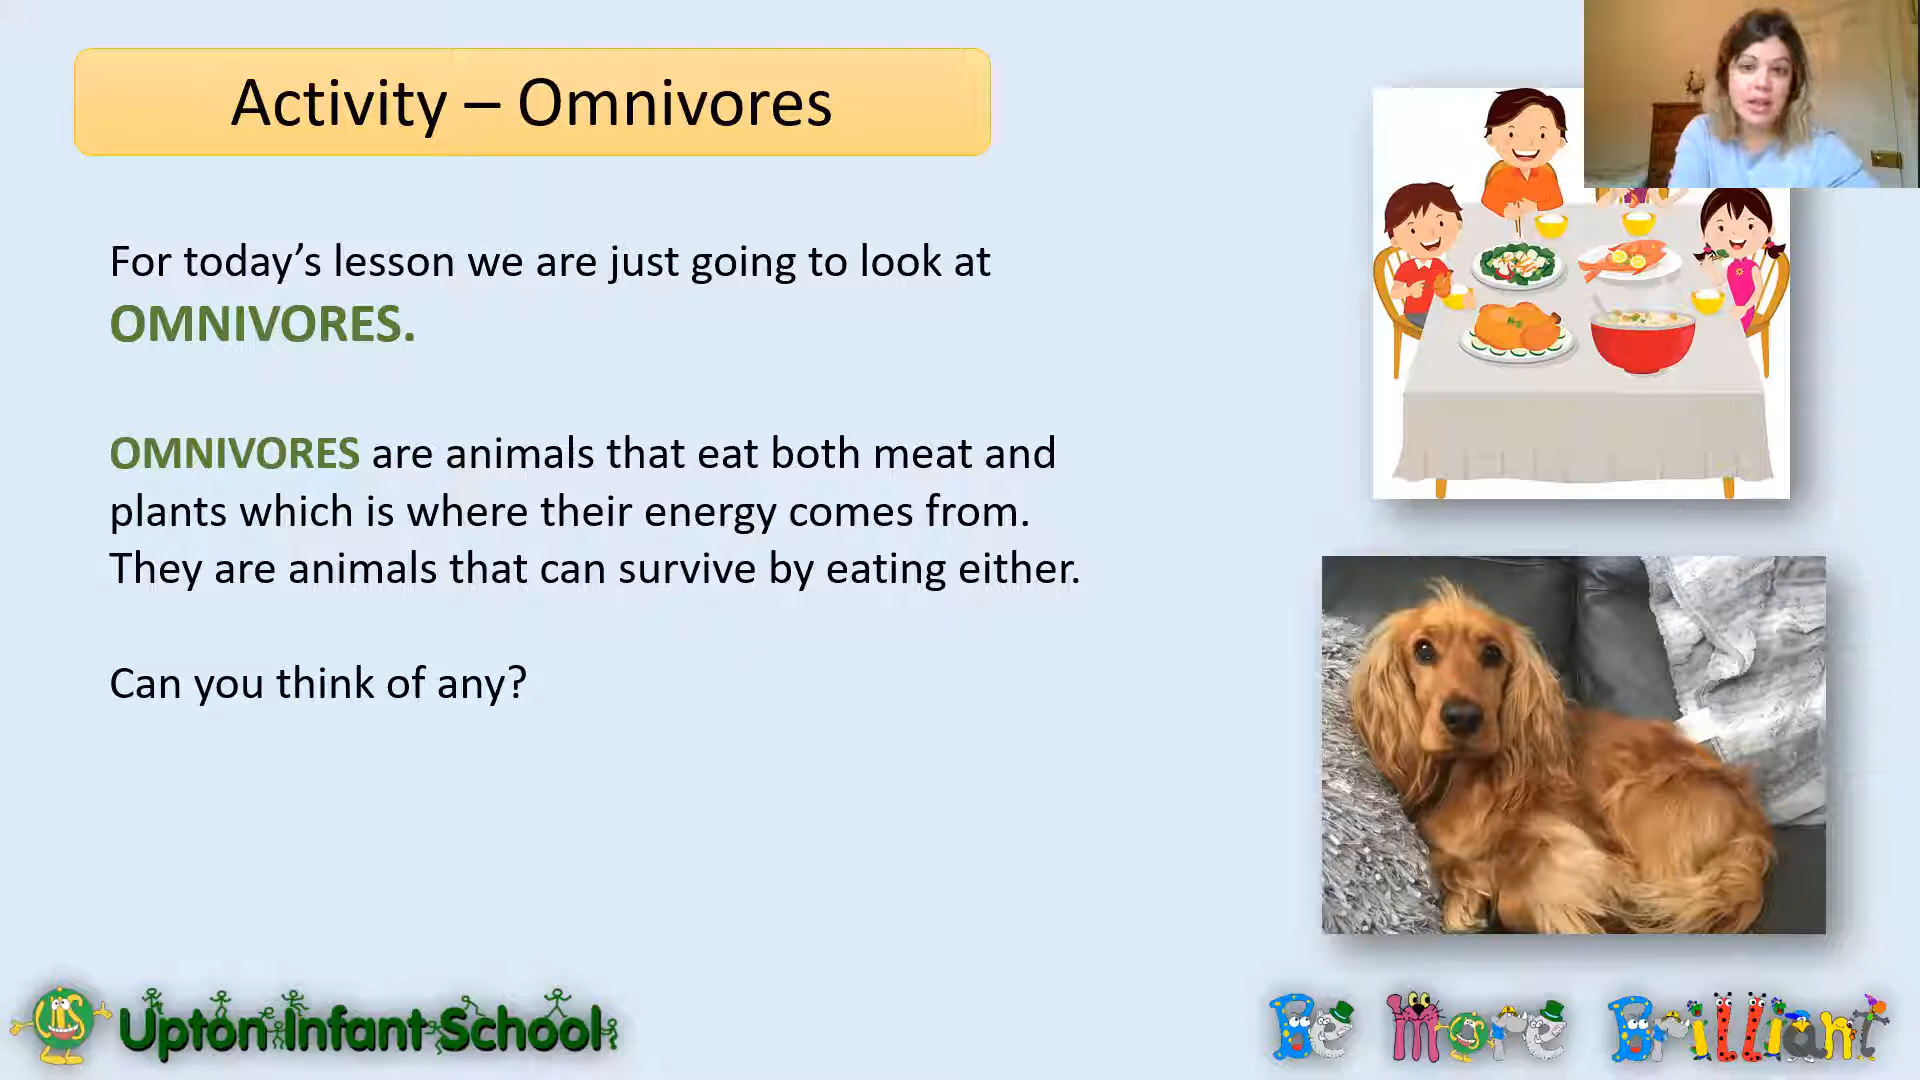 Activity – Omnivores
For today’s lesson we are just going to look at
OMNIVORES.
OMNIVORES are animals that eat both meat and
plants which is where their energy comes from.
They are animals that can survive by eating either.
Can you think of any?
UIS Upton Infant School
Be More Brilliant